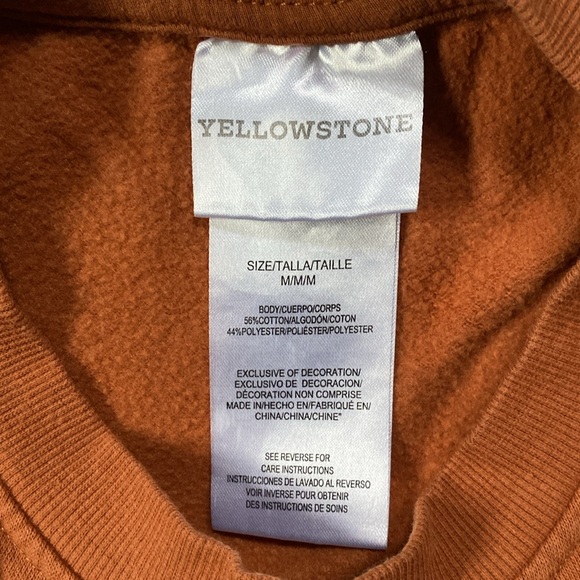 YELLOWSTONE
SIZE/TALLA/TAILLE
M/M/M
BODY/CUERPO/CORPS
56%COTTON/ALGODÓN/COTON
44%POLYESTER/POLIÉSTER/POLYESTER
EXCLUSIVE OF DECORATION/
EXCLUSIVO DE DECORACION/
DÉCORATION NON COMPRISE
MADE IN/HECHO EN/FABRIQUÉ EN/
CHINA/CHINA/CHINE"
SEE REVERSE FOR
CARE INSTRUCTIONS
INSTRUCCIONES DE LAVADO AL REVERSO
VOIR INVERSE POUR OBTENIR
DES INSTRUCTIONS DE SOINS